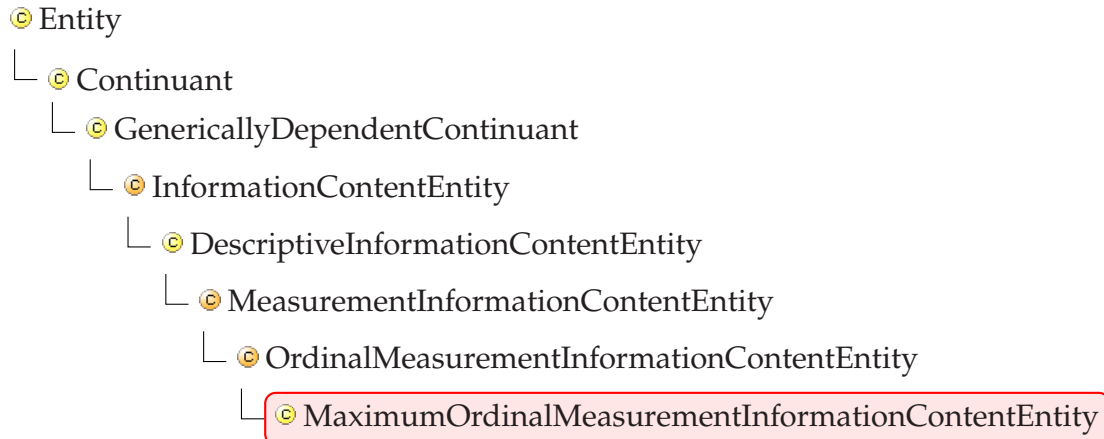 Entity
Continuant
GenericallyDependentContinuant
InformationContentEntity
DescriptiveInformationContentEntity
MeasurementInformationContentEntity
OrdinalMeasurementInformationContentEntity
MaximumOrdinalMeasurementInformationContentEntity